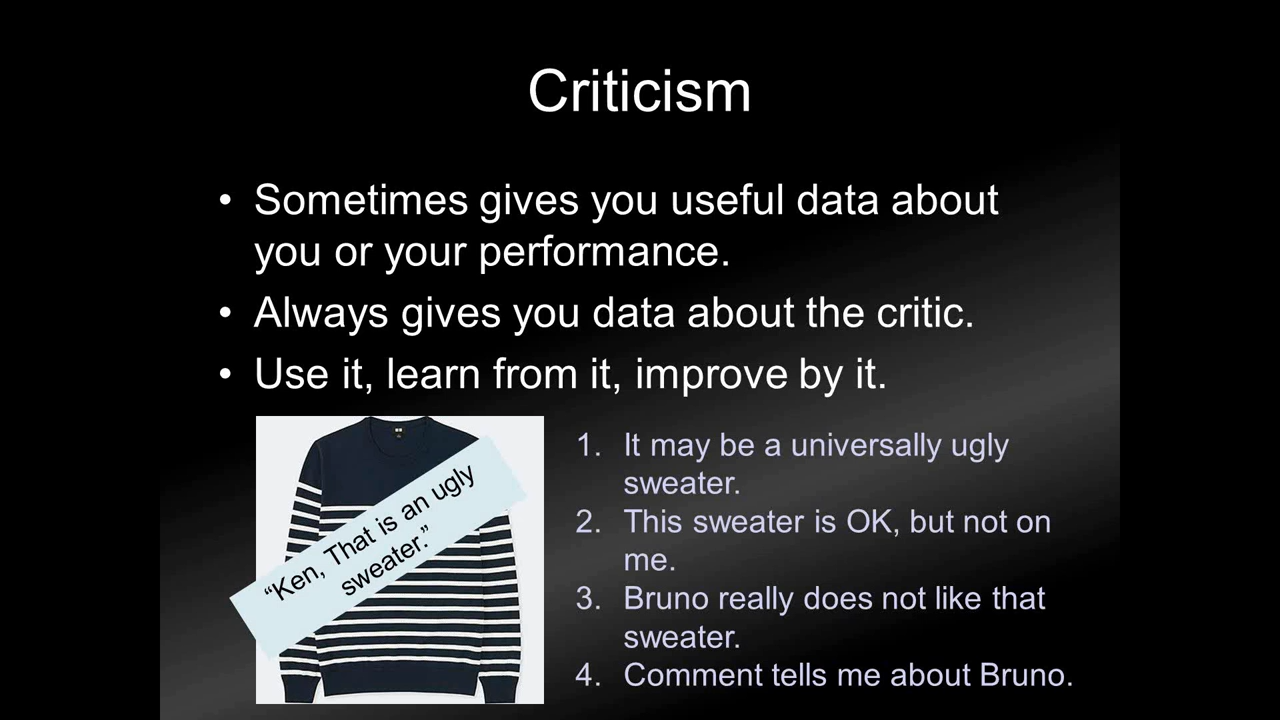 Criticism
• Sometimes gives you useful data about
you or your performance.
• Always gives you data about the critic.
• Use it, learn from it, improve by it.
“Ken, That is an ugly
sweater.”
1. It may be a universally ugly
sweater.
2. This sweater is OK, but not on
me.
3. Bruno really does not like that
sweater.
4. Comment tells me about Bruno.